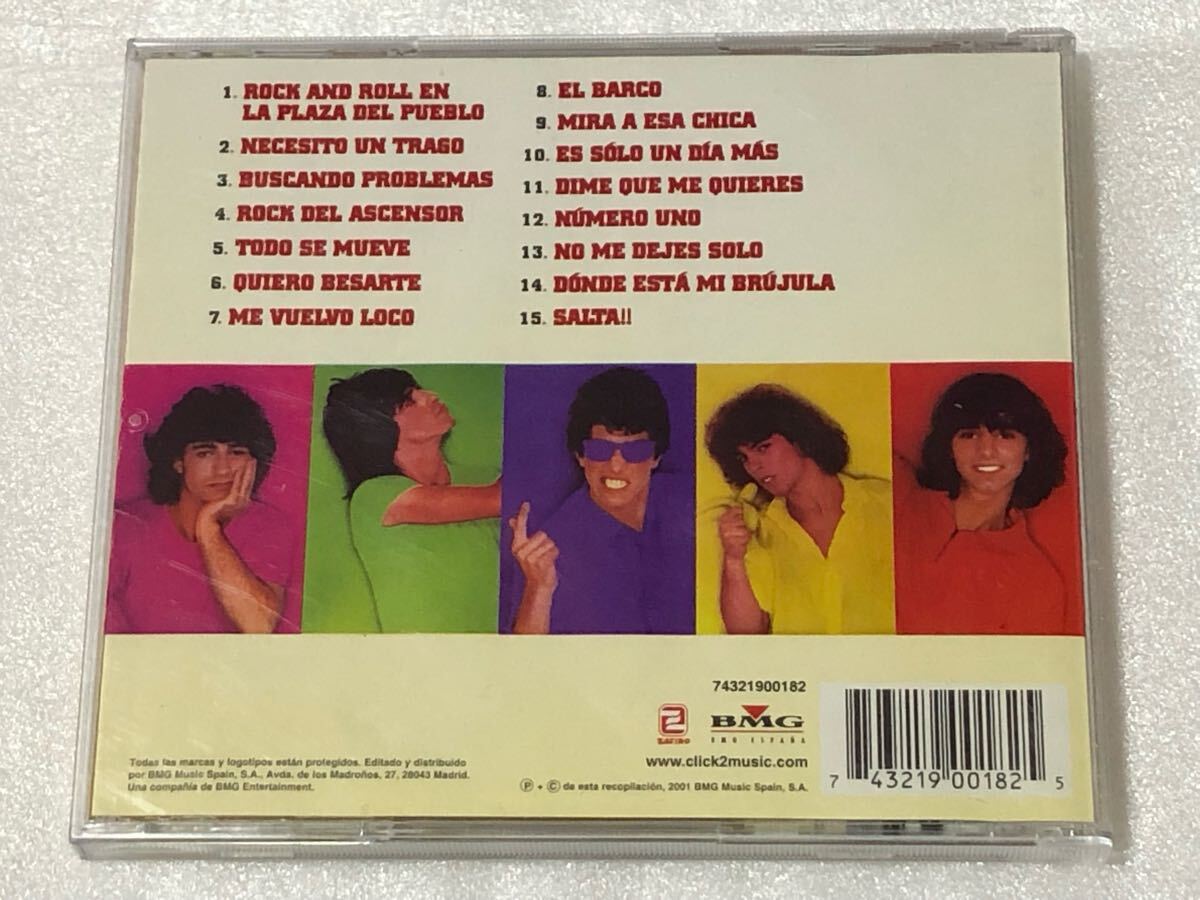 1. ROCK AND ROLL EN
LA PLAZA DEL PUEBLO
2. NECESITO UN TRAGO
3. BUSCANDO PROBLEMAS
4. ROCK DEL ASCENSOR
5. TODO SE MUEVE
6. QUIERO BESARTE
7. ME VUELVO LOCO
8. EL BARCO
9. MIRA A ESA CHICA
10. ES SÓLO UN DÍA MÁS
11. DIME QUE ME QUIERES
12. NÚMERO UNO
13. NO ME DEJES SOLO
14. DÓNDE ESTÁ MI BRÚJULA
15. SALTA!!
Todas las marcas y logotipos están protegidos. Editado y distribuido
por BMG Music Spain, S.A., Avda. de los Madroños, 27, 28043 Madrid.
Una compañía de BMG Entertainment.
74321900182
ZAFIRO
BMG
BMG ESPAÑA
www.click2music.com
Ⓟ + Ⓒ de esta recopilación, 2001 BMG Music Spain, S.A.
7 43219 00182 5